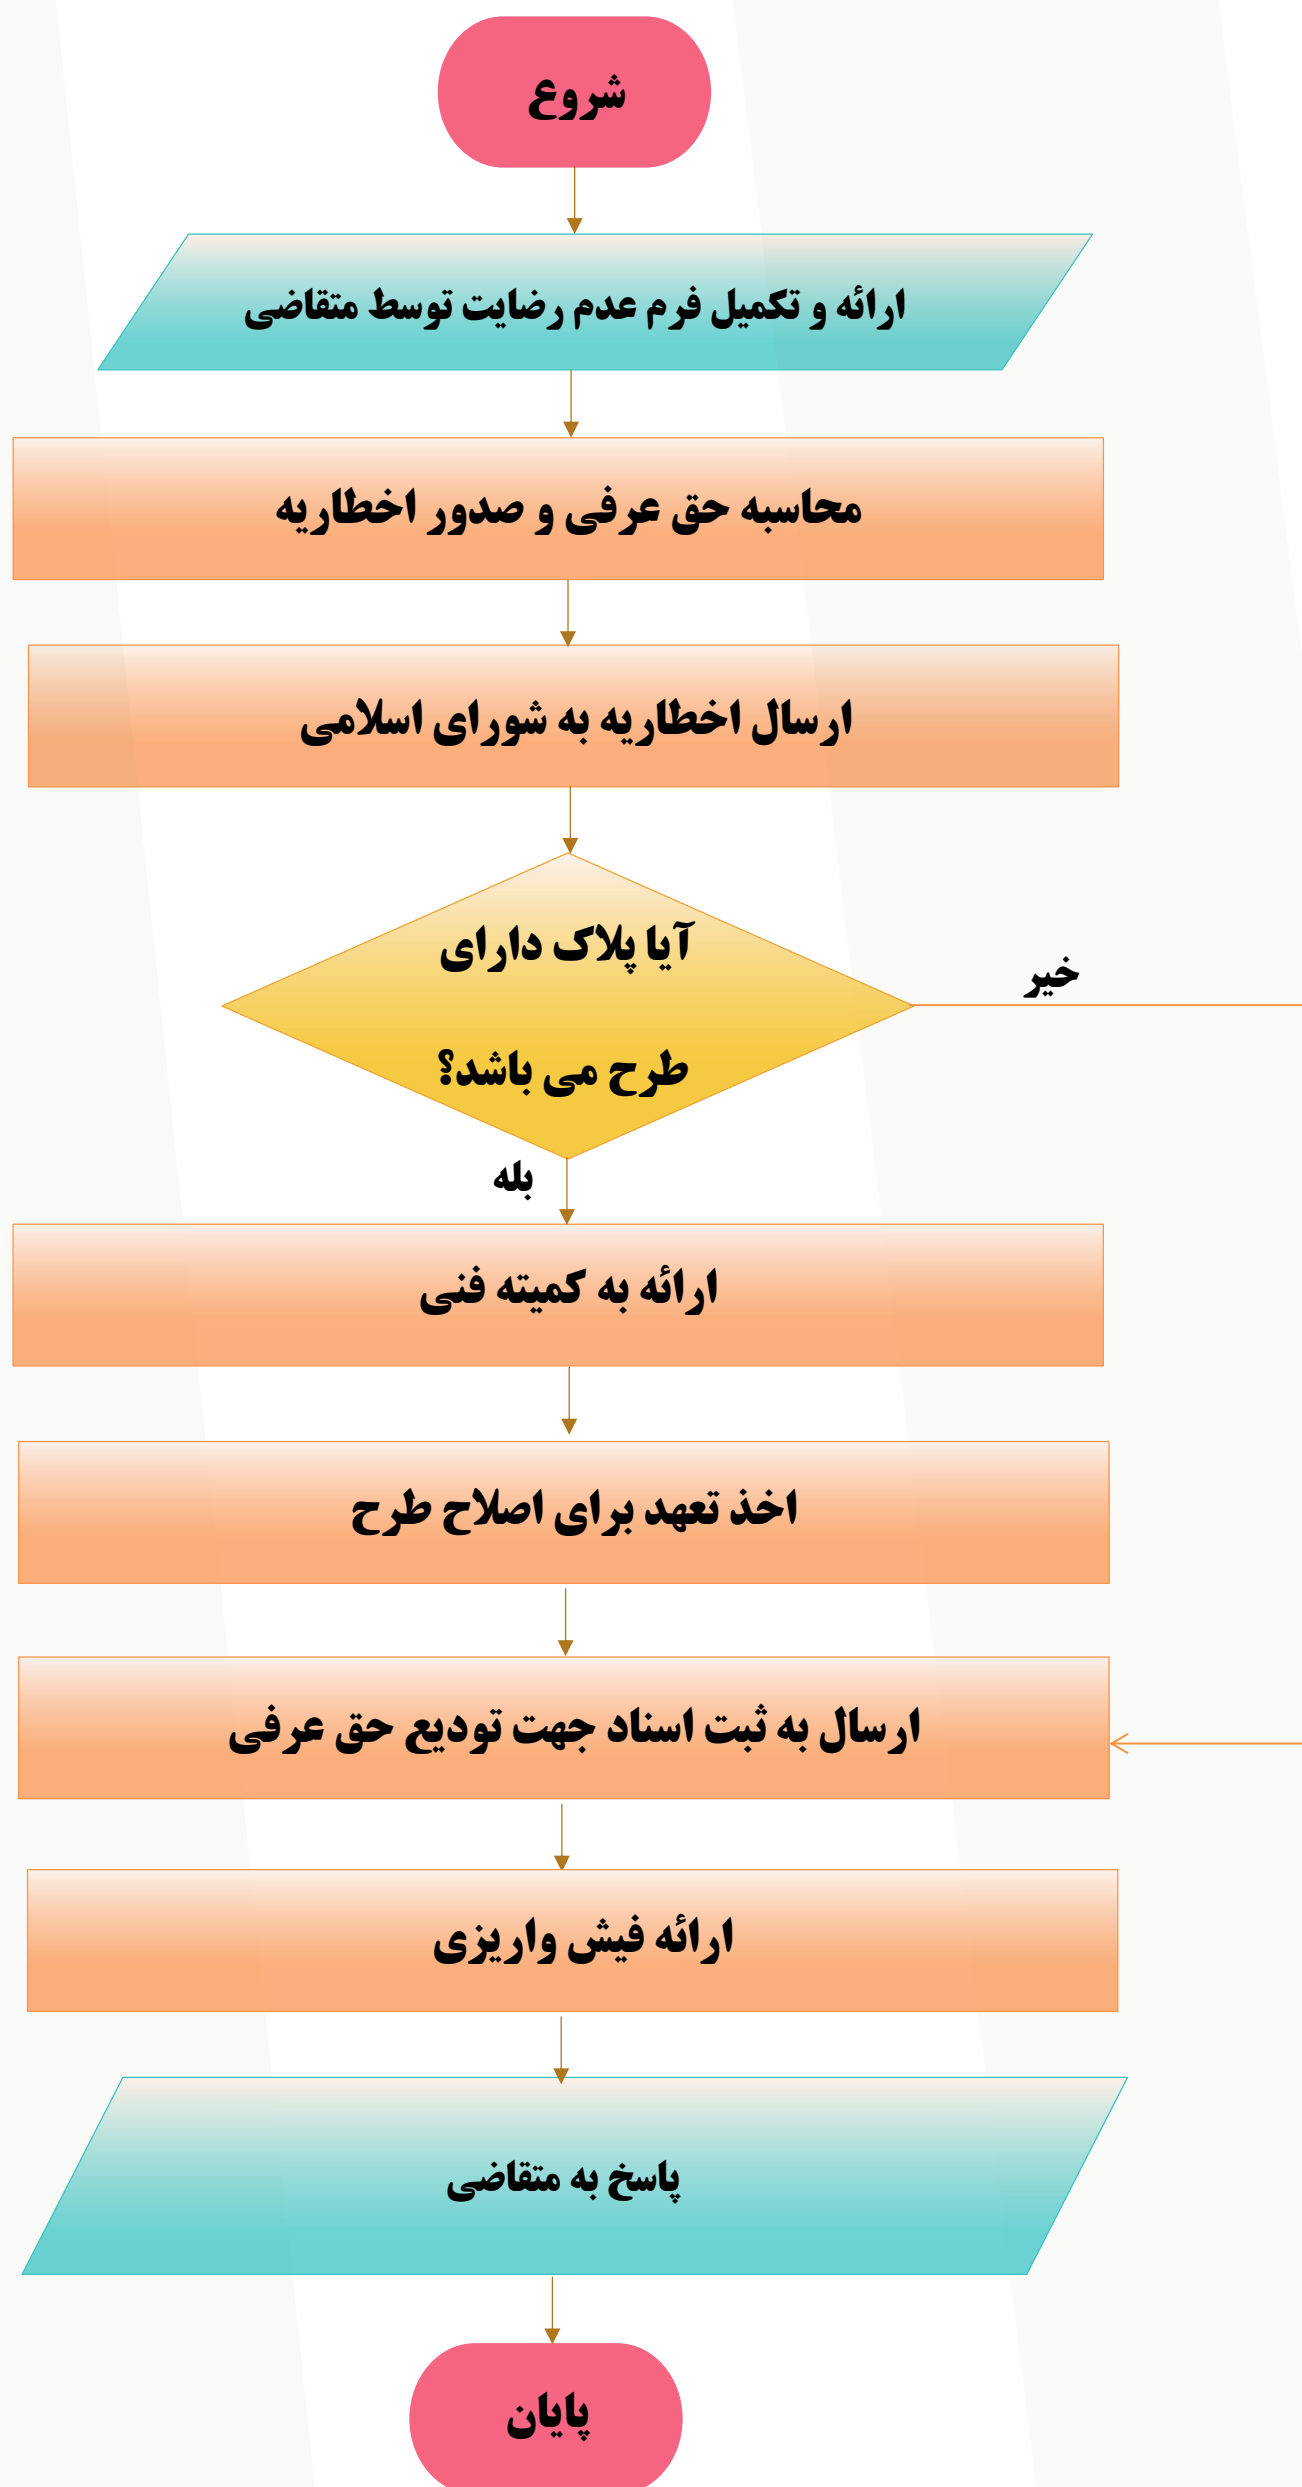 شروع
ارائه و تکمیل فرم عدم رضایت توسط متقاضی
محاسبه حق عرفی و صدور اخطاریه
ارسال اخطاریه به شورای اسلامی
آیا پلاک دارای
طرح می باشد؟
خیر
بله
ارائه به کمیته فنی
اخذ تعهد برای اصلاح طرح
ارسال به ثبت اسناد جهت تودیع حق عرفی
ارائه فیش واریزی
پاسخ به متقاضی
پایان